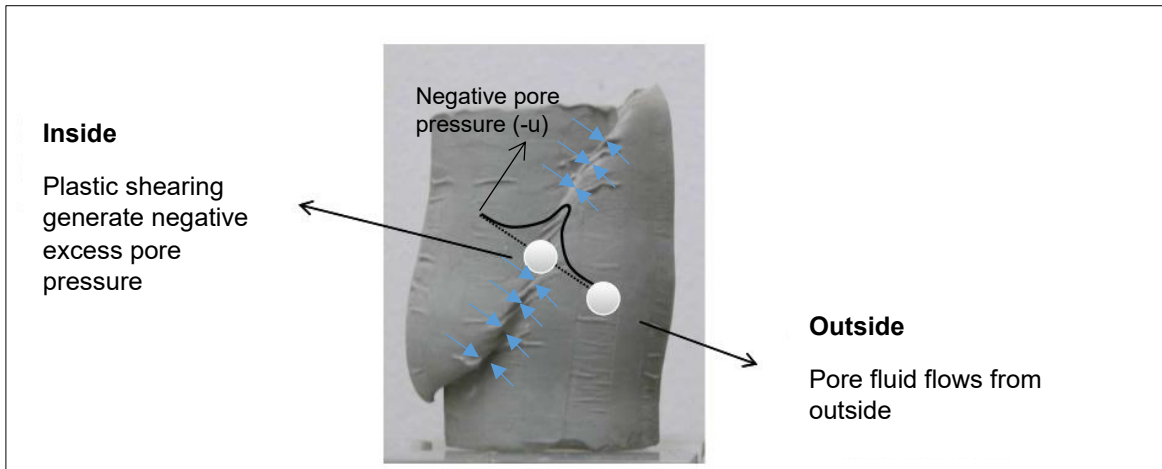 Negative pore
pressure (-u)
Inside
Plastic shearing
generate negative
excess pore
pressure
Outside
Pore fluid flows from
outside